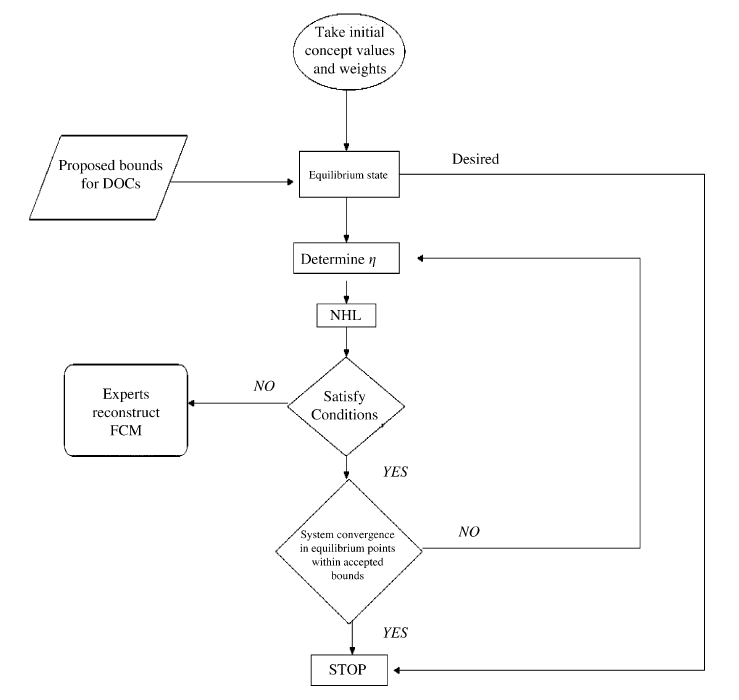 Take initial
concept values
and weights
Proposed bounds
for DOCs
Equilibrium state
Desired
Determine η
NHL
Satisfy
Conditions
NO
Experts
reconstruct
FCM
YES
System convergence
in equilibrium points
within accepted
bounds
NO
YES
STOP